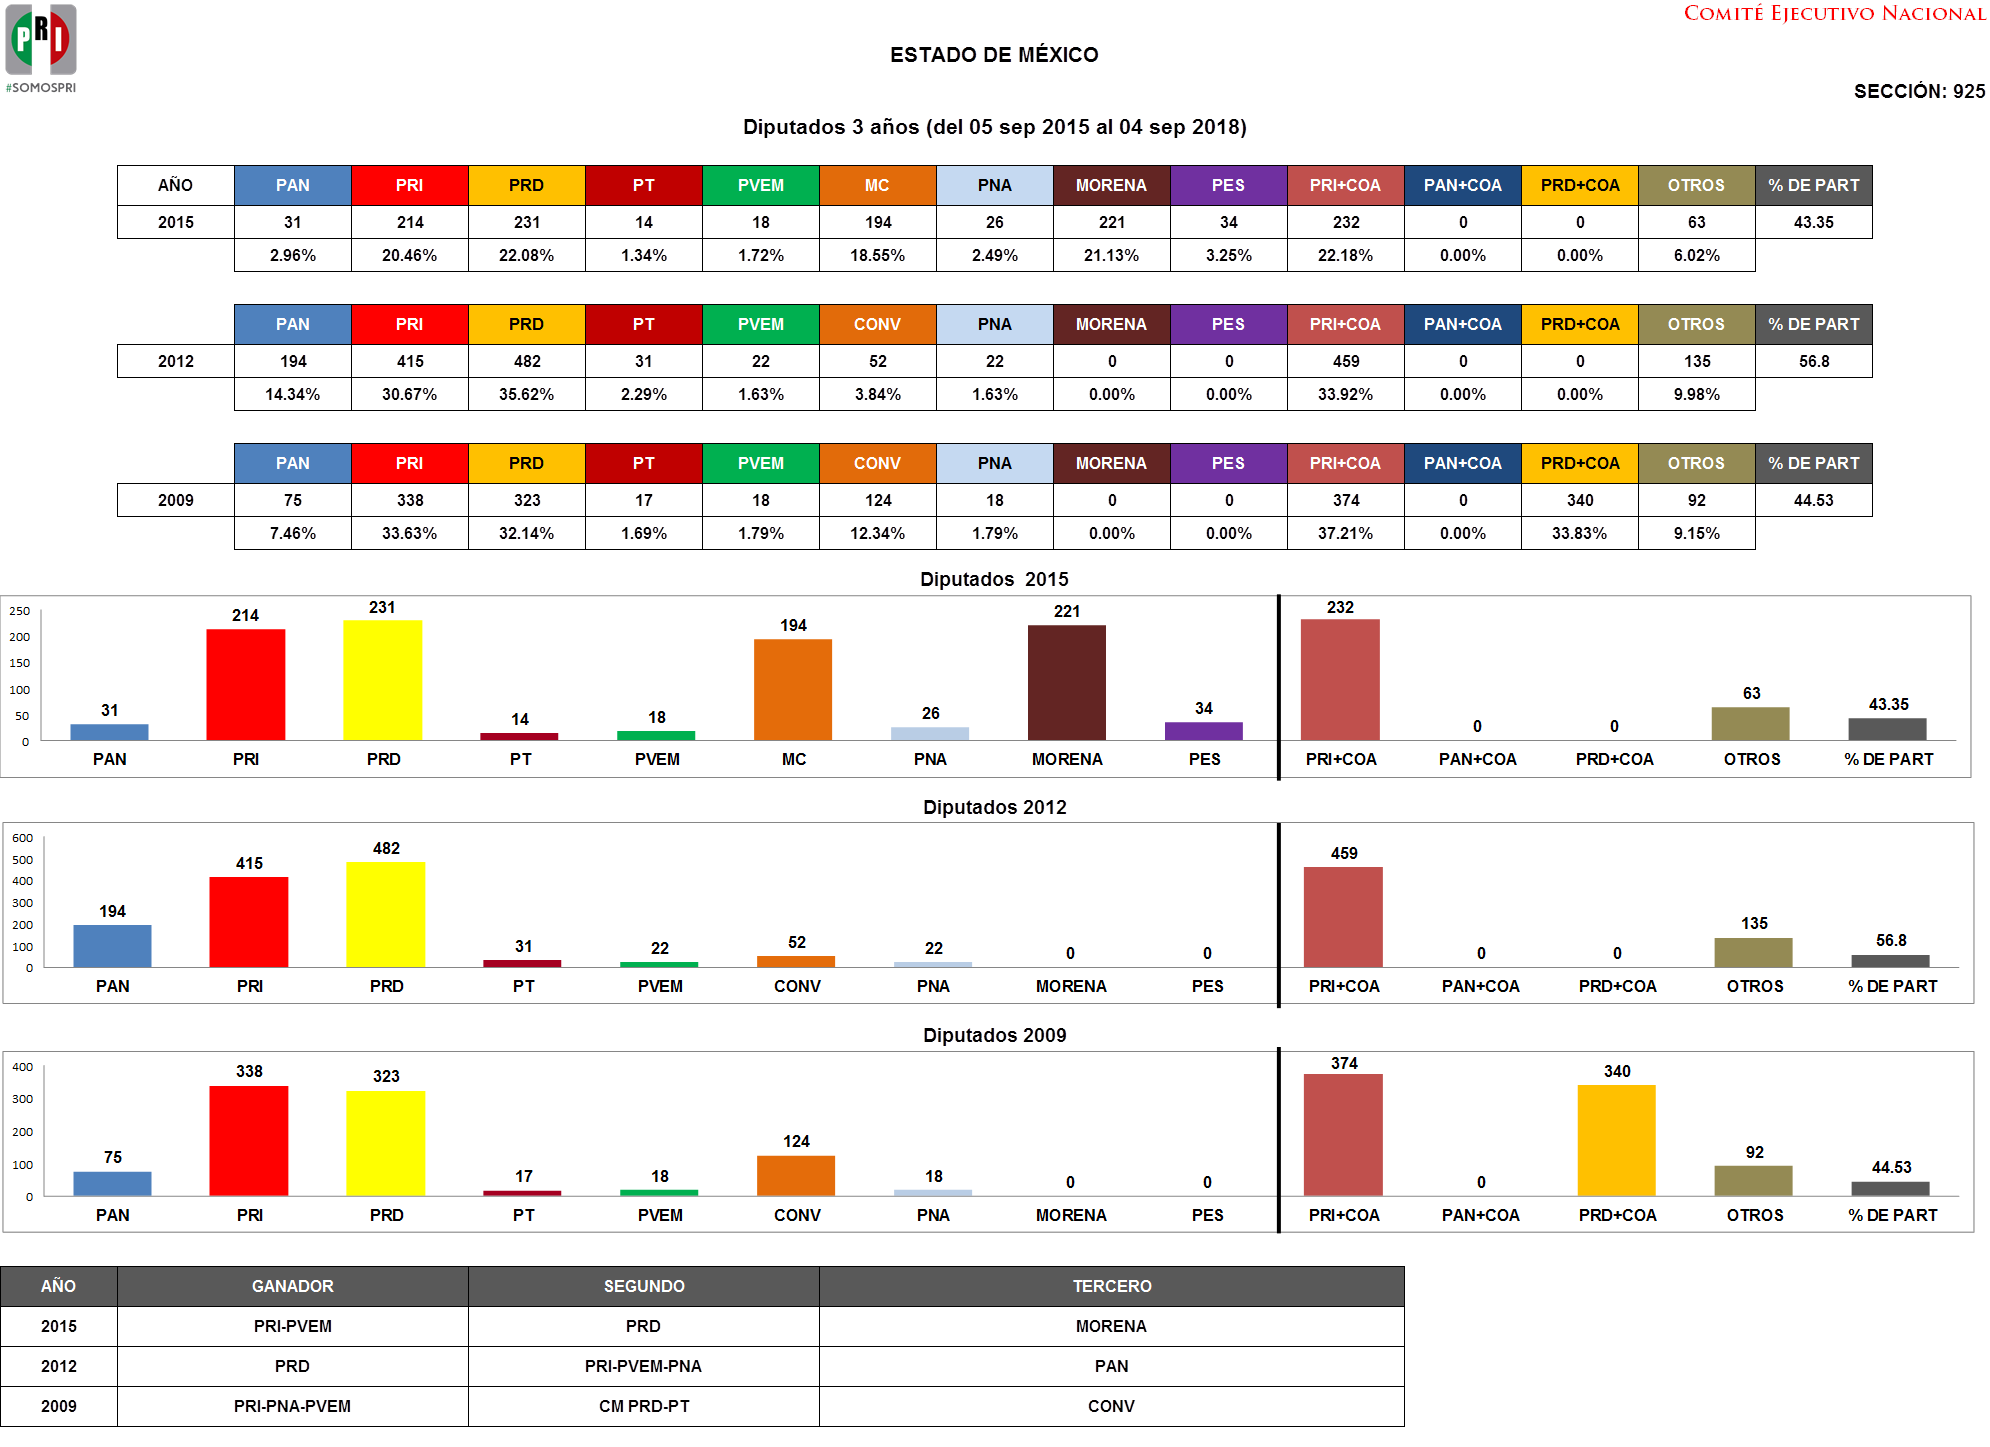 PRI
#SOMOSPRI
COMITÉ EJECUTIVO NACIONAL
ESTADO DE MÉXICO
SECCIÓN: 925
Diputados 3 años (del 05 sep 2015 al 04 sep 2018)
AÑO PAN PRI PRD PT PVEM MC PNA MORENA PES PRI+COA PAN+COA PRD+COA OTROS % DE PART
2015 31 214 231 14 18 194 26 221 34 232 0 0 63 43.35
2.96% 20.46% 22.08% 1.34% 1.72% 18.55% 2.49% 21.13% 3.25% 22.18% 0.00% 0.00% 6.02%
PAN PRI PRD PT PVEM CONV PNA MORENA PES PRI+COA PAN+COA PRD+COA OTROS % DE PART
2012 194 415 482 31 22 52 22 0 0 459 0 0 135 56.8
14.34% 30.67% 35.62% 2.29% 1.63% 3.84% 1.63% 0.00% 0.00% 33.92% 0.00% 0.00% 9.98%
PAN PRI PRD PT PVEM CONV PNA MORENA PES PRI+COA PAN+COA PRD+COA OTROS % DE PART
2009 75 338 323 17 18 124 18 0 0 374 0 340 92 44.53
7.46% 33.63% 32.14% 1.69% 1.79% 12.34% 1.79% 0.00% 0.00% 37.21% 0.00% 33.83% 9.15%
Diputados 2015
250
200
150
100
50
0
31 214 231 14 18 194 26 221 34 232 0 0 63 43.35
PAN PRI PRD PT PVEM MC PNA MORENA PES PRI+COA PAN+COA PRD+COA OTROS % DE PART
Diputados 2012
600
500
400
300
200
100
0
194 415 482 31 22 52 22 0 0 459 0 0 135 56.8
PAN PRI PRD PT PVEM CONV PNA MORENA PES PRI+COA PAN+COA PRD+COA OTROS % DE PART
Diputados 2009
400
300
200
100
0
75 338 323 17 18 124 18 0 0 374 0 340 92 44.53
PAN PRI PRD PT PVEM CONV PNA MORENA PES PRI+COA PAN+COA PRD+COA OTROS % DE PART
AÑO GANADOR SEGUNDO TERCERO
2015 PRI-PVEM PRD MORENA
2012 PRD PRI-PVEM-PNA PAN
2009 PRI-PNA-PVEM CM PRD-PT CONV